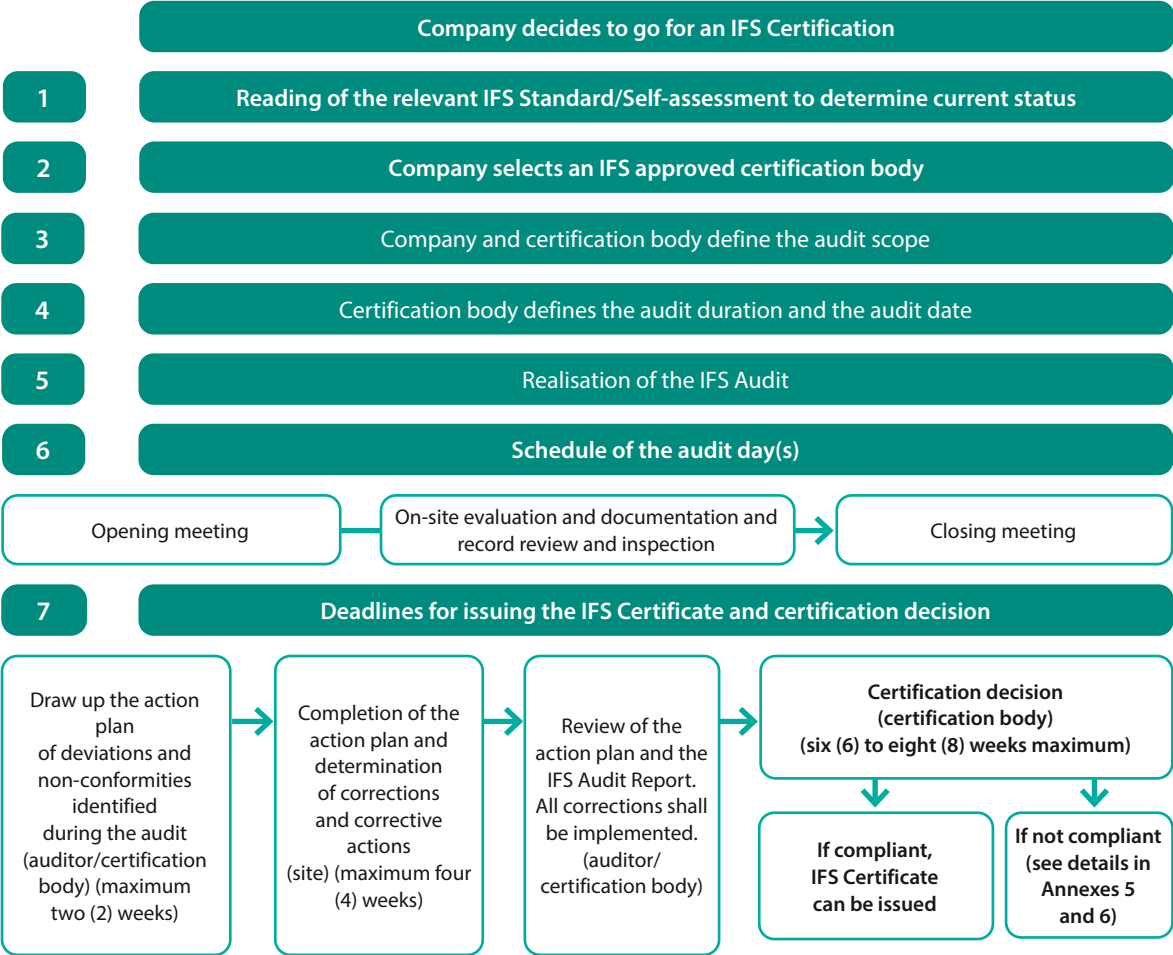 Company decides to go for an IFS Certification
1
Reading of the relevant IFS Standard/Self-assessment to determine current status
2
Company selects an IFS approved certification body
3
Company and certification body define the audit scope
4
Certification body defines the audit duration and the audit date
5
Realisation of the IFS Audit
6
Schedule of the audit day(s)
Opening meeting
On-site evaluation and documentation and
record review and inspection
Closing meeting
7
Deadlines for issuing the IFS Certificate and certification decision
Draw up the action
plan
of deviations and
non-conformities
identified
during the audit
(auditor/certification
body) (maximum
two (2) weeks)
Completion of the
action plan and
determination
of corrections
and corrective
actions
(site) (maximum four
(4) weeks)
Review of the
action plan and the
IFS Audit Report.
All corrections shall
be implemented.
(auditor/
certification body)
Certification decision
(certification body)
(six (6) to eight (8) weeks maximum)
If compliant,
IFS Certificate
can be issued
If not compliant
(see details in
Annexes 5
and 6)